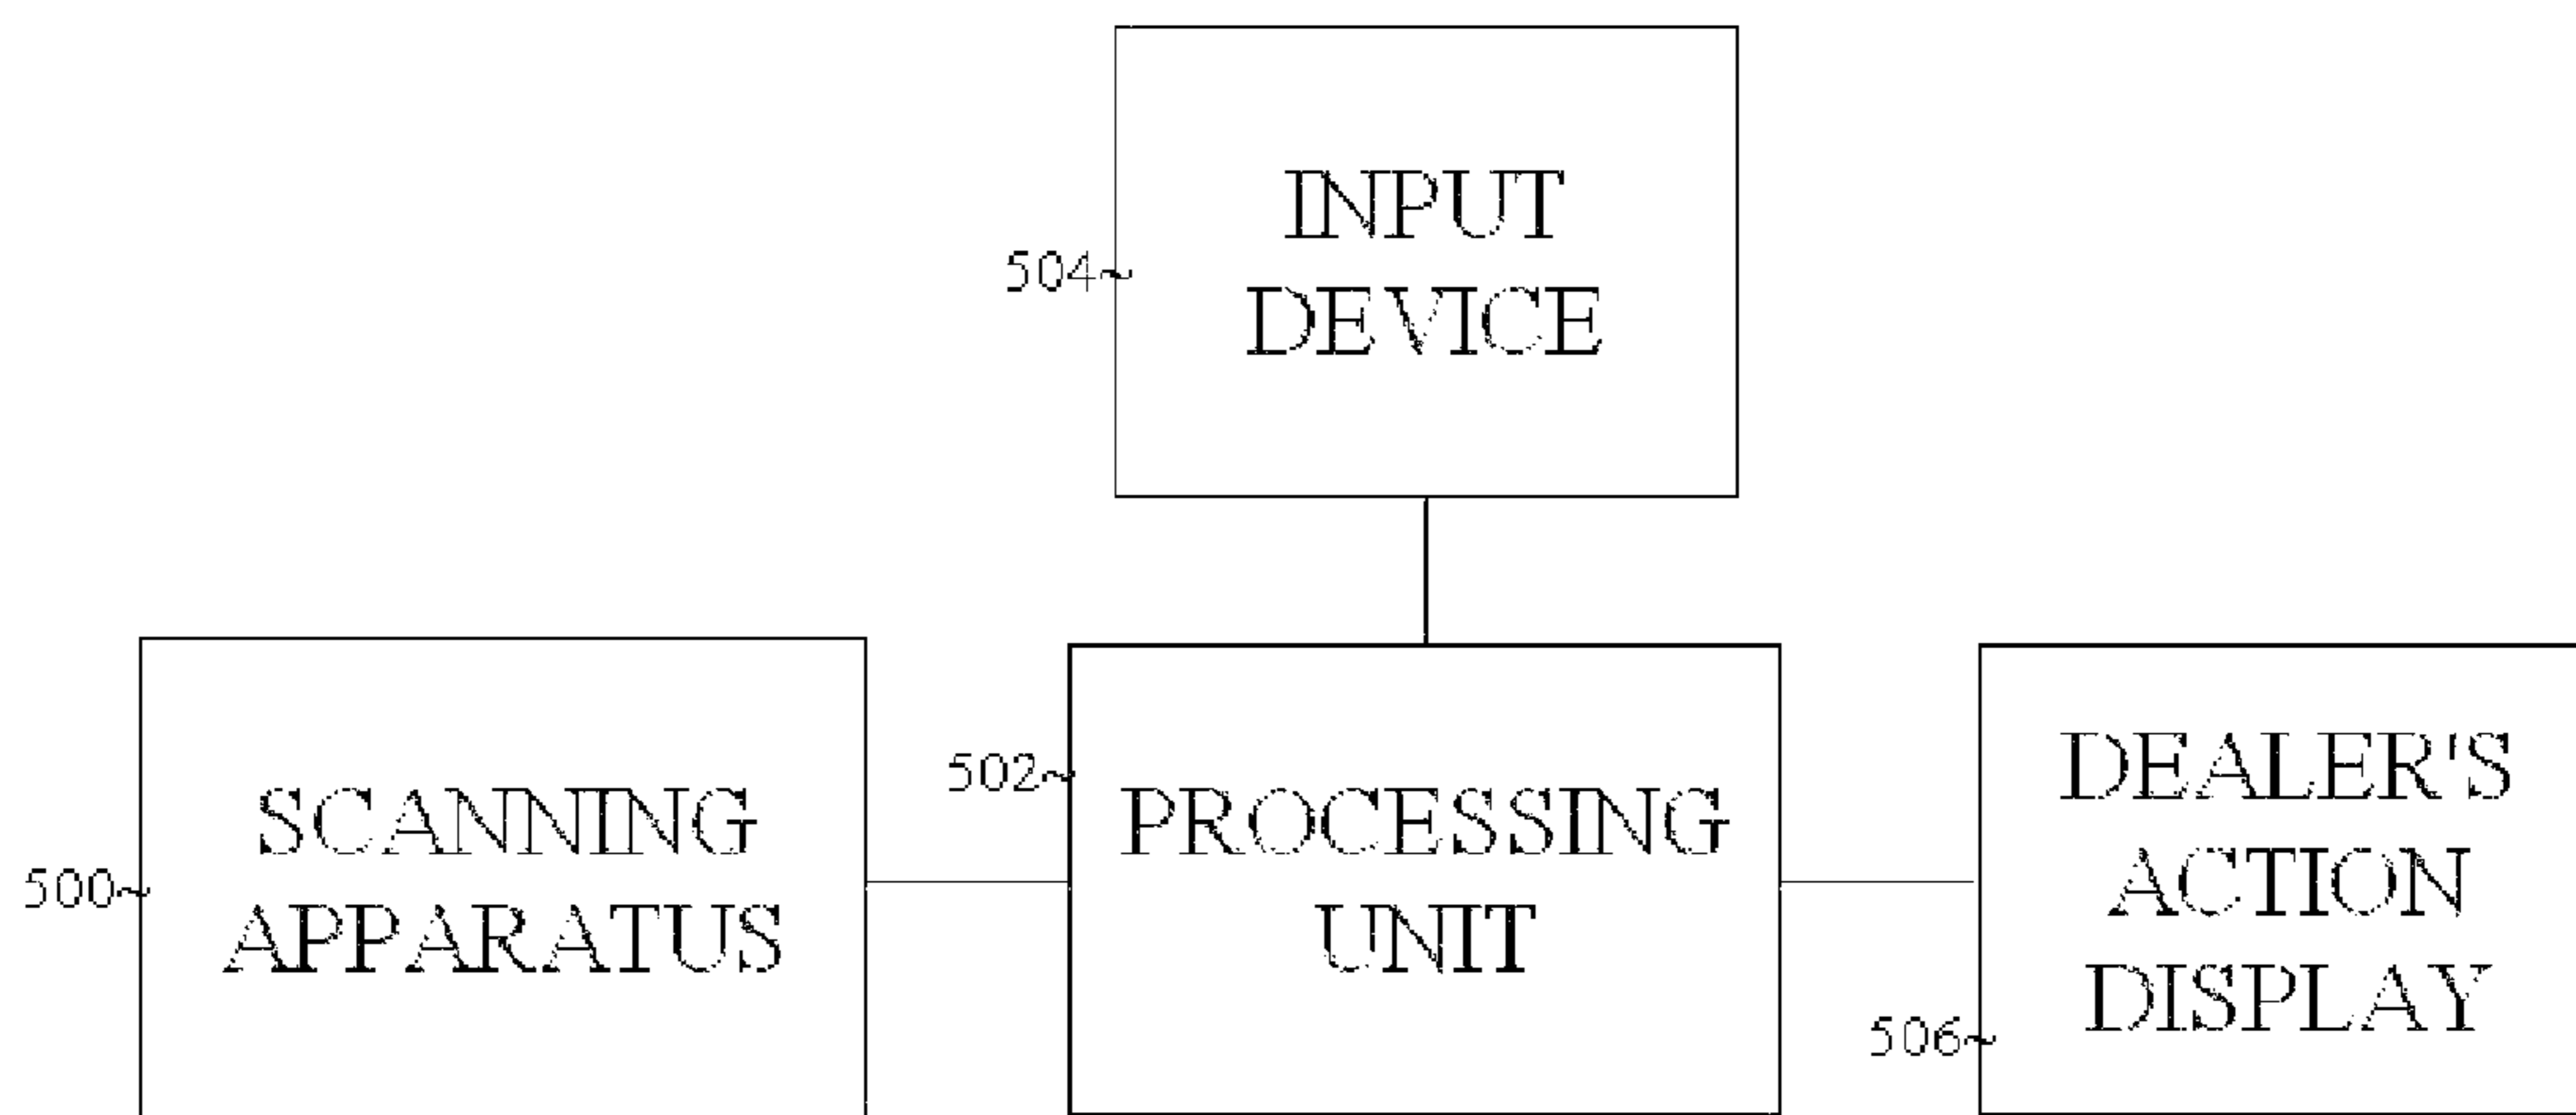 INPUT
DEVICE
504~
SCANNING
APPARATUS
500~
PROCESSING
UNIT
502~
DEALER'S
ACTION
DISPLAY
506~